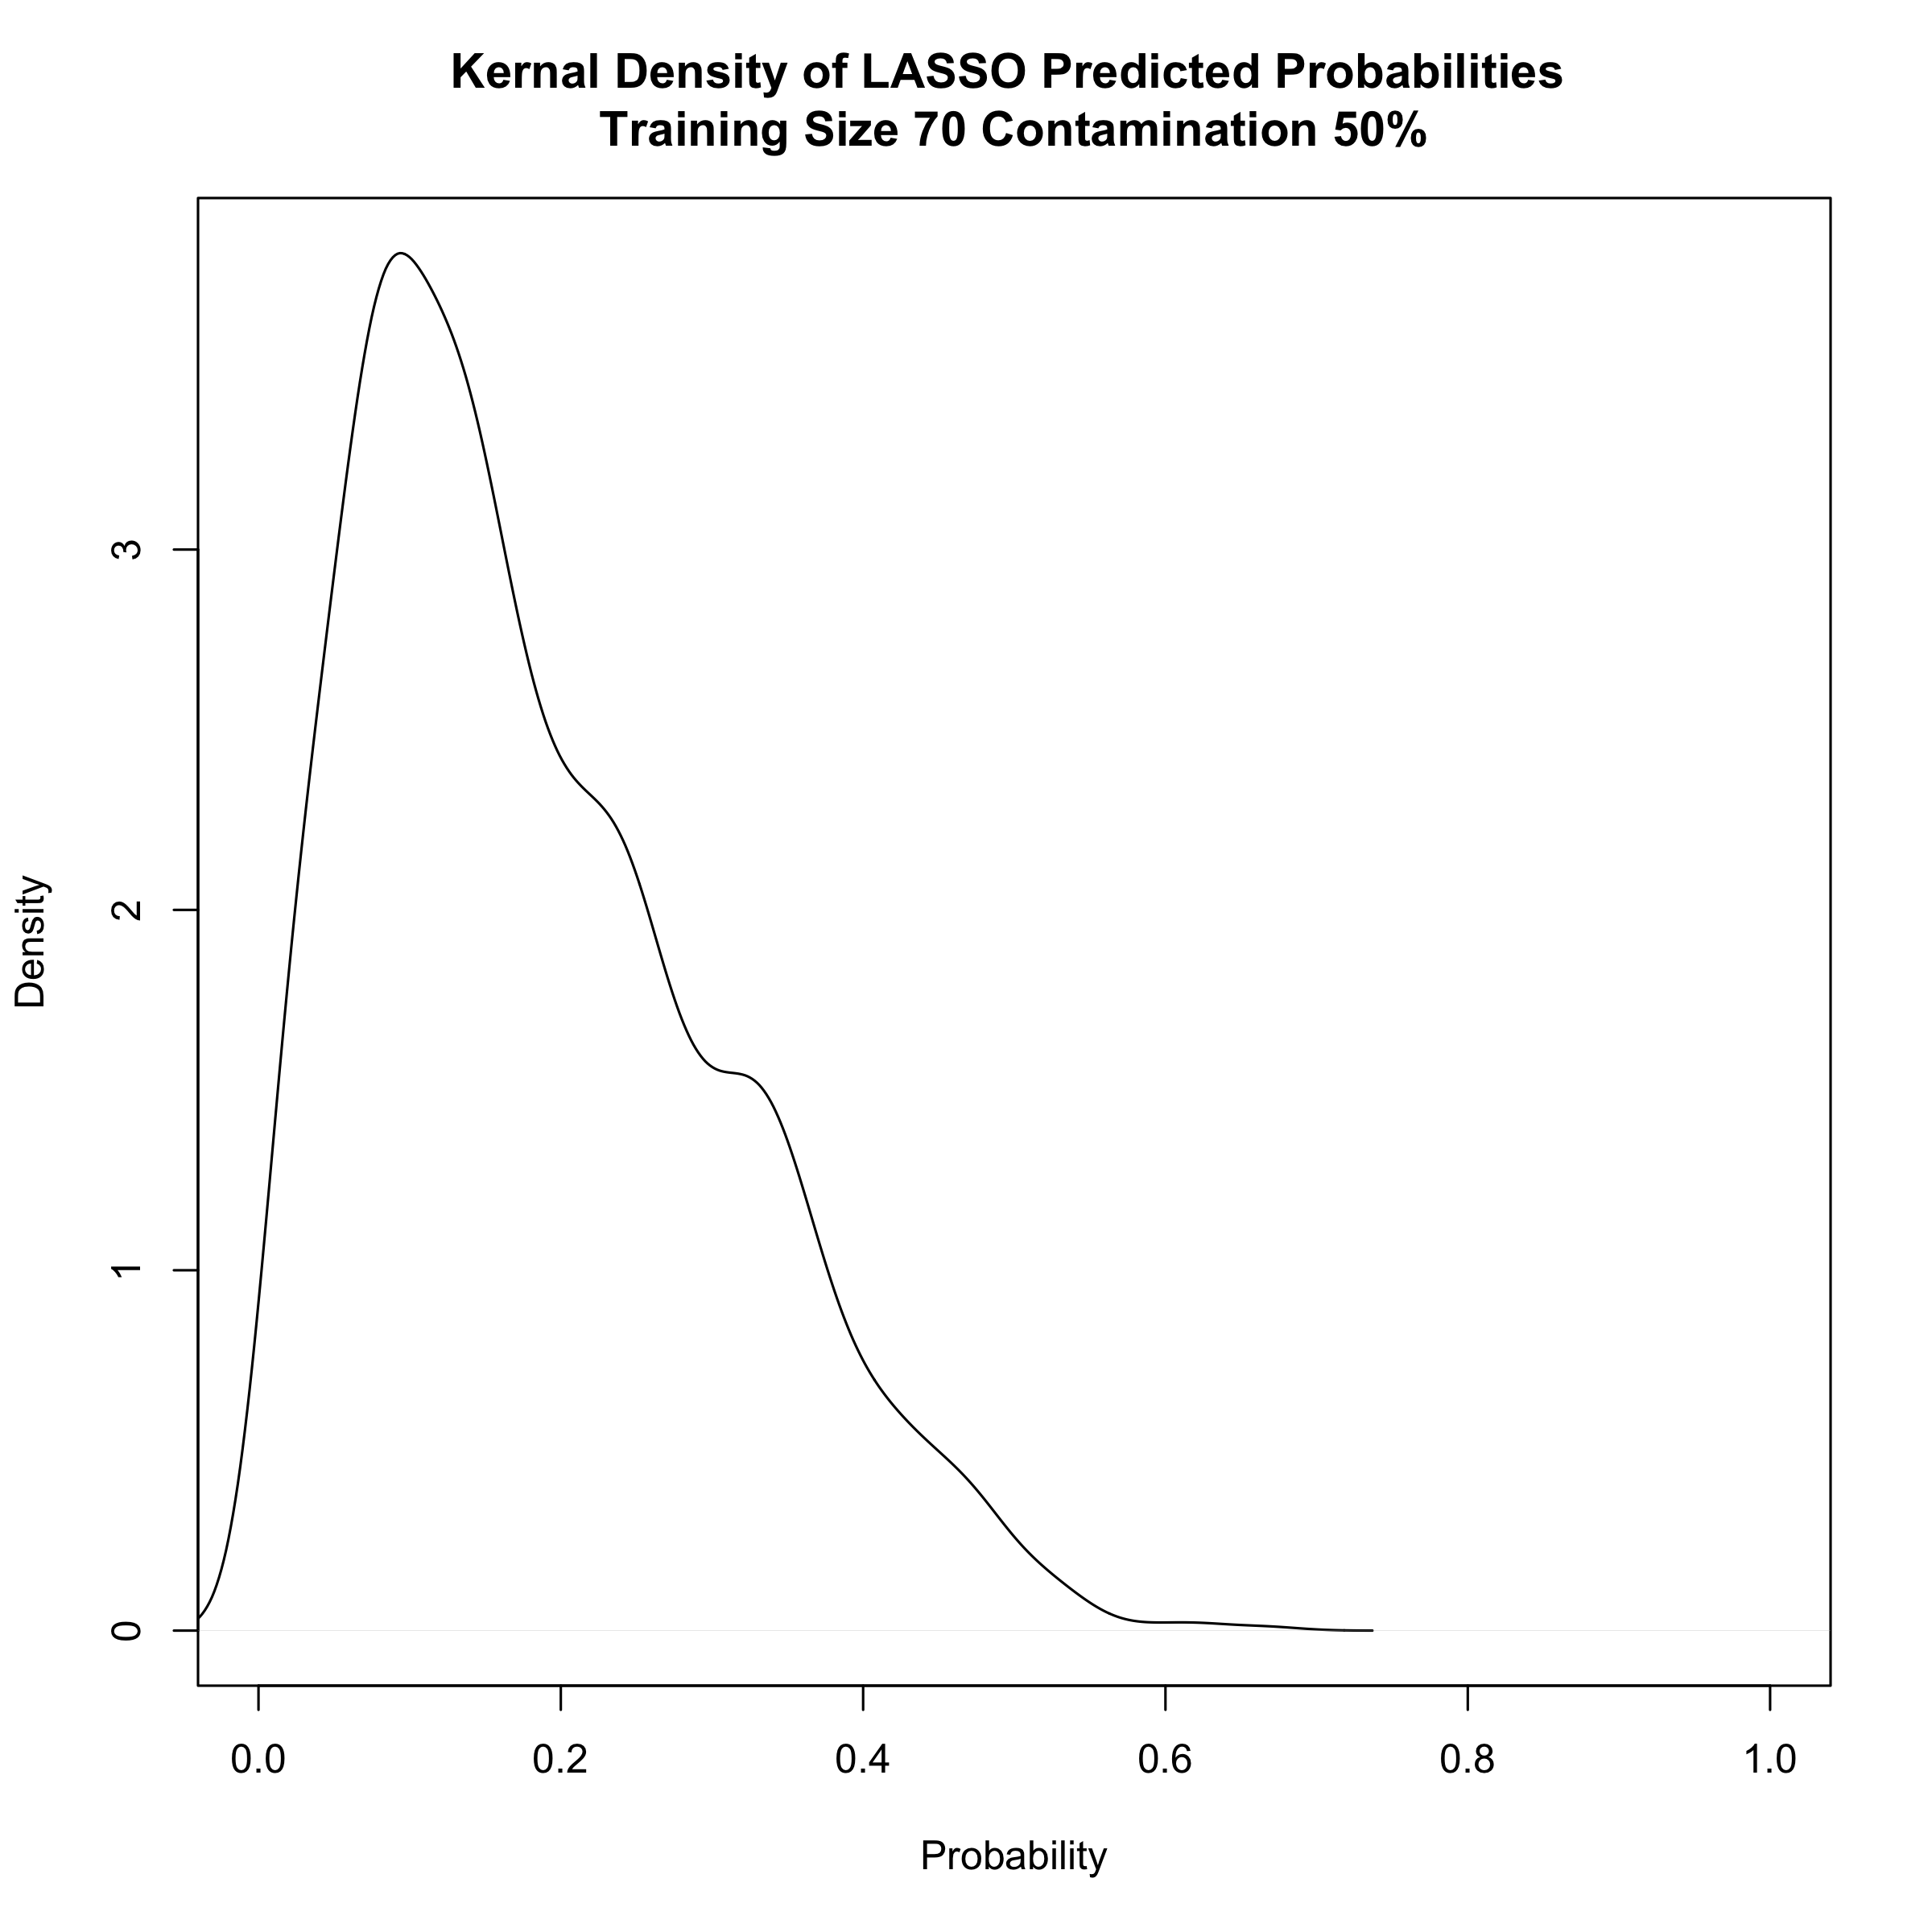 Kernal Density of LASSO Predicted Probabilities
Training Size 70 Contamination 50%
Density
3
2
1
0
0.0 0.2 0.4 0.6 0.8 1.0
Probability